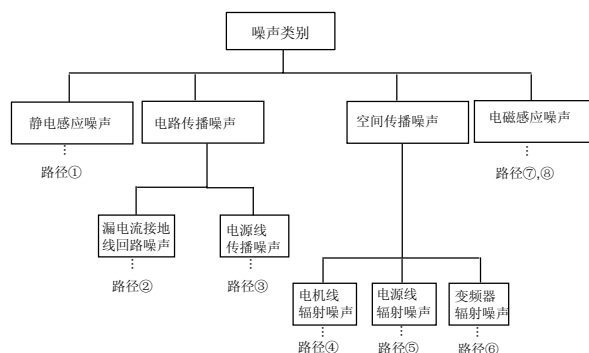 噪声类别
静电感应噪声
电路传播噪声
空间传播噪声
电磁感应噪声
路径①
路径⑦,⑧
漏电流接地
线回路噪声
电源线
传播噪声
路径②
路径③
电机线
辐射噪声
电源线
辐射噪声
变频器
辐射噪声
路径④
路径⑤
路径⑥